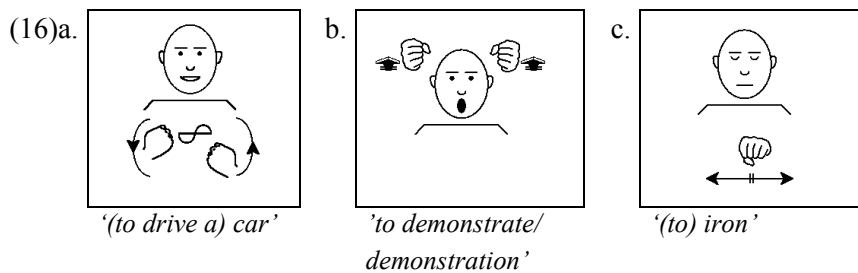 (16)a. b. c.
‘(to drive a) car’ ’to demonstrate/ ‘(to) iron’
demonstration’